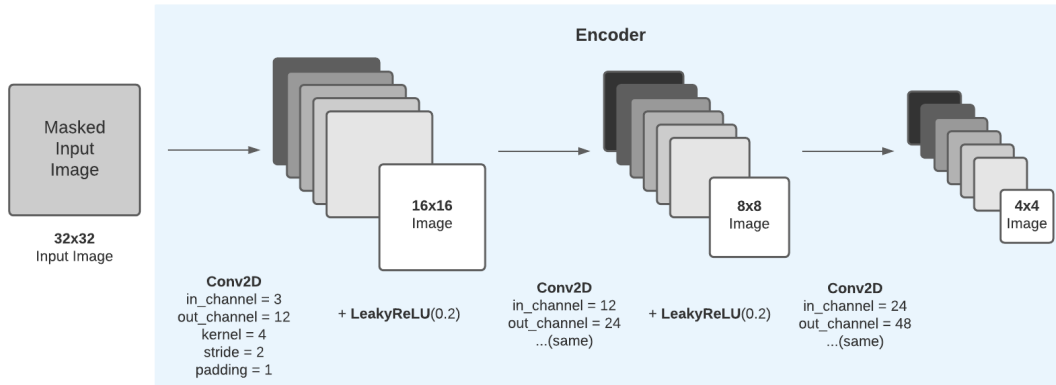 Encoder
Masked
Input
Image
32x32
Input Image
16x16
Image
8x8
Image
4x4
Image
Conv2D
in_channel = 3
out_channel = 12
kernel = 4
stride = 2
padding = 1
+ LeakyReLU(0.2)
Conv2D
in_channel = 12
out_channel = 24
...(same)
+ LeakyReLU(0.2)
Conv2D
in_channel = 24
out_channel = 48
...(same)